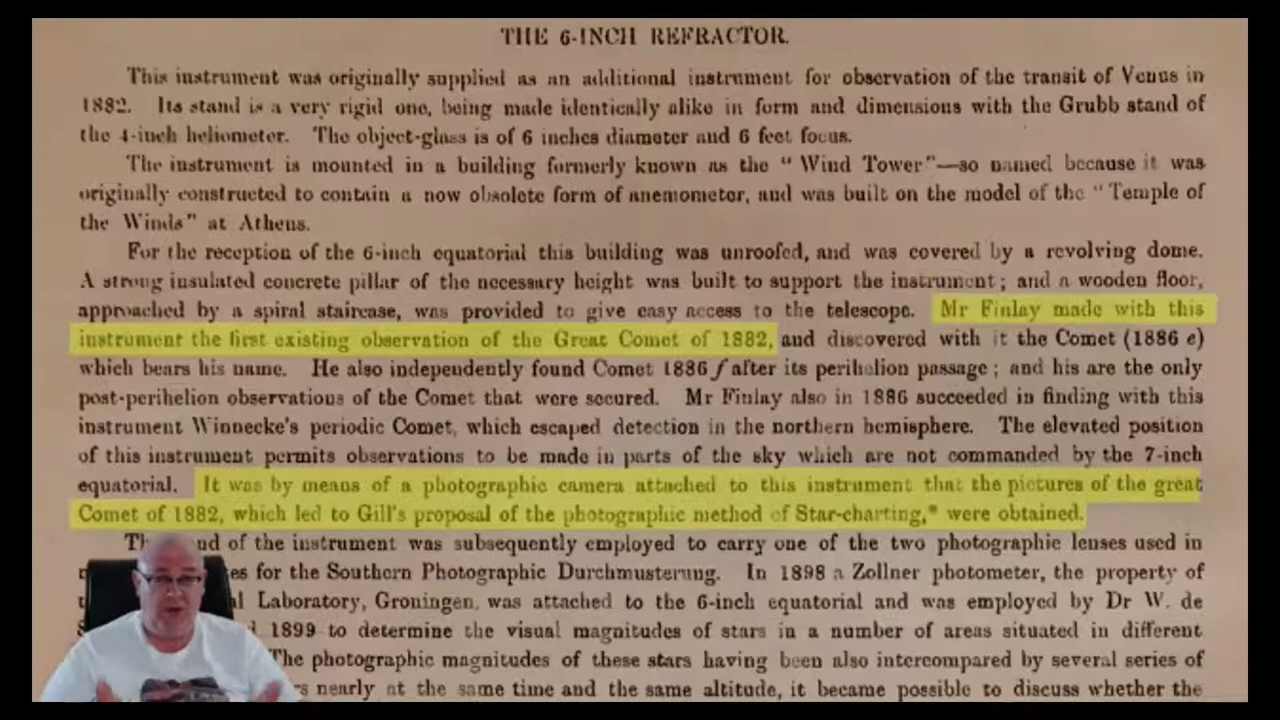 THE 6-INCH REFRACTOR.
This instrument was originally supplied as an additional instrument for observation of the transit of Venus in
1882. Its stand is a very rigid one, being made identically alike in form and dimensions with the Grubb stand of
the 4-inch heliometer. The object-glass is of 6 inches diameter and 6 feet focus.
The instrument is mounted in a building formerly known as the "Wind Tower"—so named because it was
originally constructed to contain a now obsolete form of anemometer, and was built on the model of the "Temple of
the Winds" at Athens.
For the reception of the 6-inch equatorial this building was unroofed, and was covered by a revolving dome.
A strong insulated concrete pillar of the necessary height was built to support the instrument; and a wooden floor,
approached by a spiral staircase, was provided to give easy access to the telescope. Mr Finlay made with this
instrument the first existing observation of the Great Comet of 1882, and discovered with it the Comet (1886 e)
which bears his name. He also independently found Comet 1886 f after its perihelion passage; and his are the only
post-perihelion observations of the Comet that were secured. Mr Finlay also in 1886 succeeded in finding with this
instrument Winnecke's periodic Comet, which escaped detection in the northern hemisphere. The elevated position
of this instrument permits observations to be made in parts of the sky which are not commanded by the 7-inch
equatorial. It was by means of a photographic camera attached to this instrument that the pictures of the great
Comet of 1882, which led to Gill's proposal of the photographic method of Star-charting,* were obtained.
of the instrument was subsequently employed to carry one of the two photographic lenses used in
for the Southern Photographic Durchmusterung. In 1898 a Zollner photometer, the property of
Laboratory, Groningen, was attached to the 6-inch equatorial and was employed by Dr W. de
1899 to determine the visual magnitudes of stars in a number of areas situated in different
The photographic magnitudes of these stars having been also intercompared by several series of
nearly at the same time and the same altitude, it became possible to discuss whether the